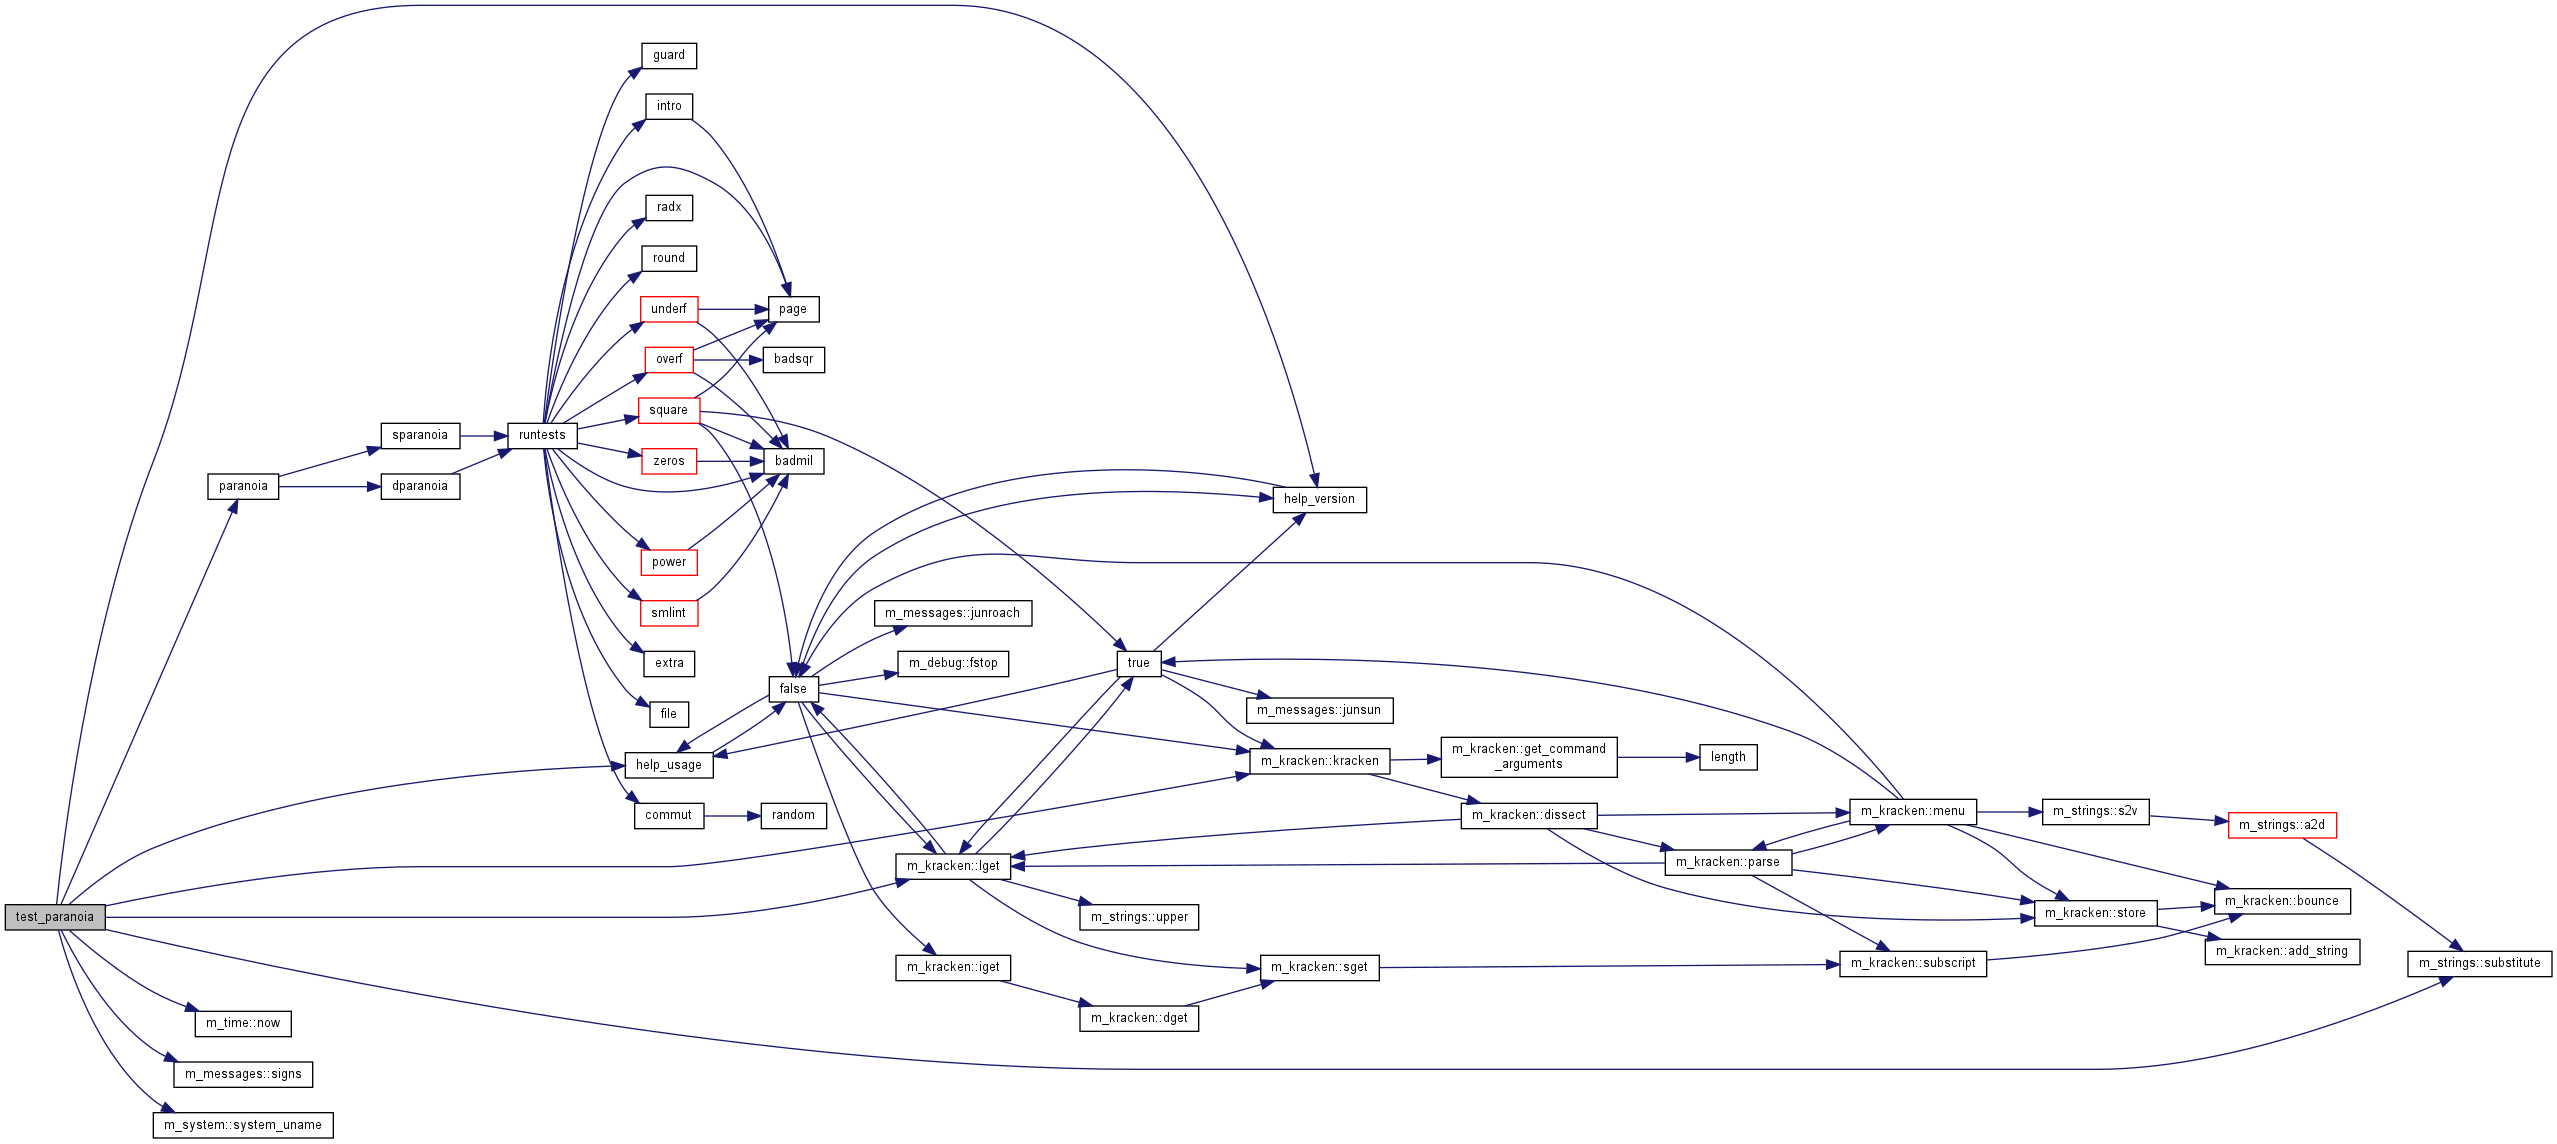 guard
intro
radx
round
underf
page
overf
badsqr
square
sparanoia
runtests
zeros
badmil
paranoia
dparanoia
help_version
power
m_messages::junroach
smlint
extra
m_debug::fstop
true
false
file
m_messages::junsun
help_usage
m_kracken::kracken
m_kracken::get_command
_arguments
length
commut
random
m_kracken::dissect
m_kracken::menu
m_strings::s2v
m_strings::a2d
m_kracken::lget
m_kracken::parse
test_paranoia
m_strings::upper
m_kracken::store
m_kracken::bounce
m_kracken::add_string
m_kracken::iget
m_kracken::sget
m_kracken::subscript
m_strings::substitute
m_time::now
m_kracken::dget
m_messages::signs
m_system::system_uname